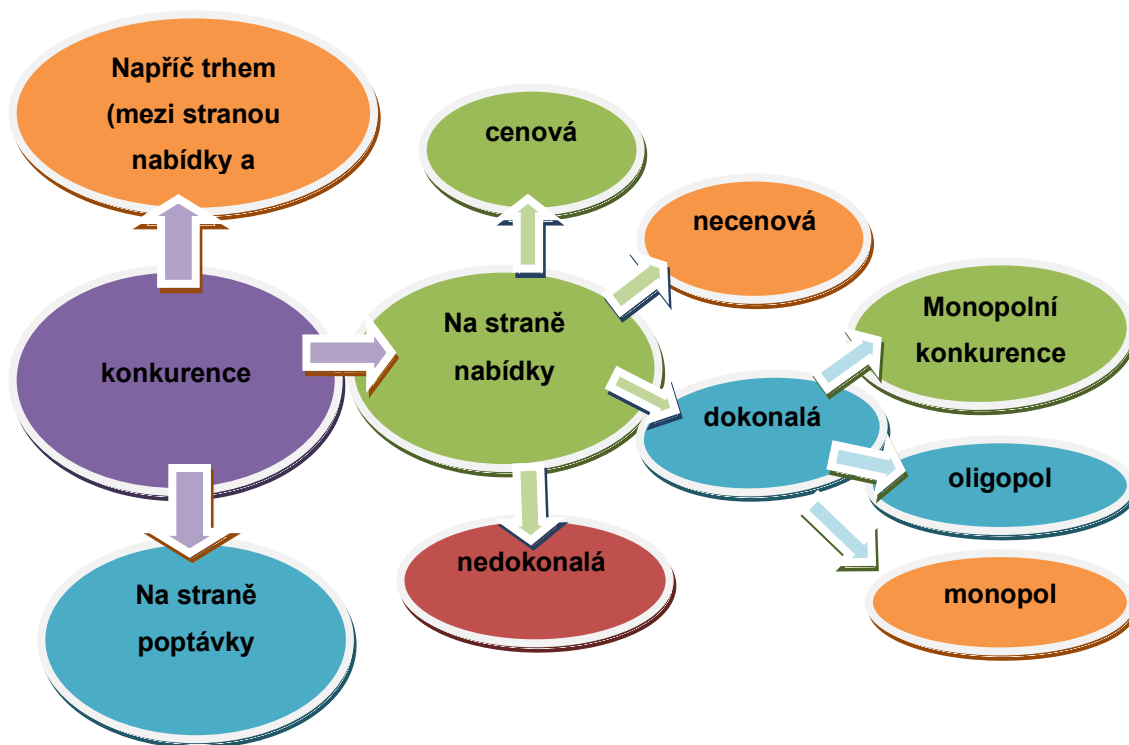 Napříč trhem
(mezi stranou
nabídky a
cenová
necenová
konkurence
Na straně
nabídky
Monopolní
konkurence
dokonalá
oligopol
nedokonalá
monopol
Na straně
poptávky